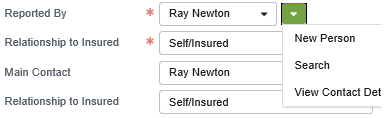 Reported By * Ray Newton
New Person
Relationship to Insured * Self/Insured
Search
Main Contact Ray Newton
View Contact Det
Relationship to Insured Self/Insured